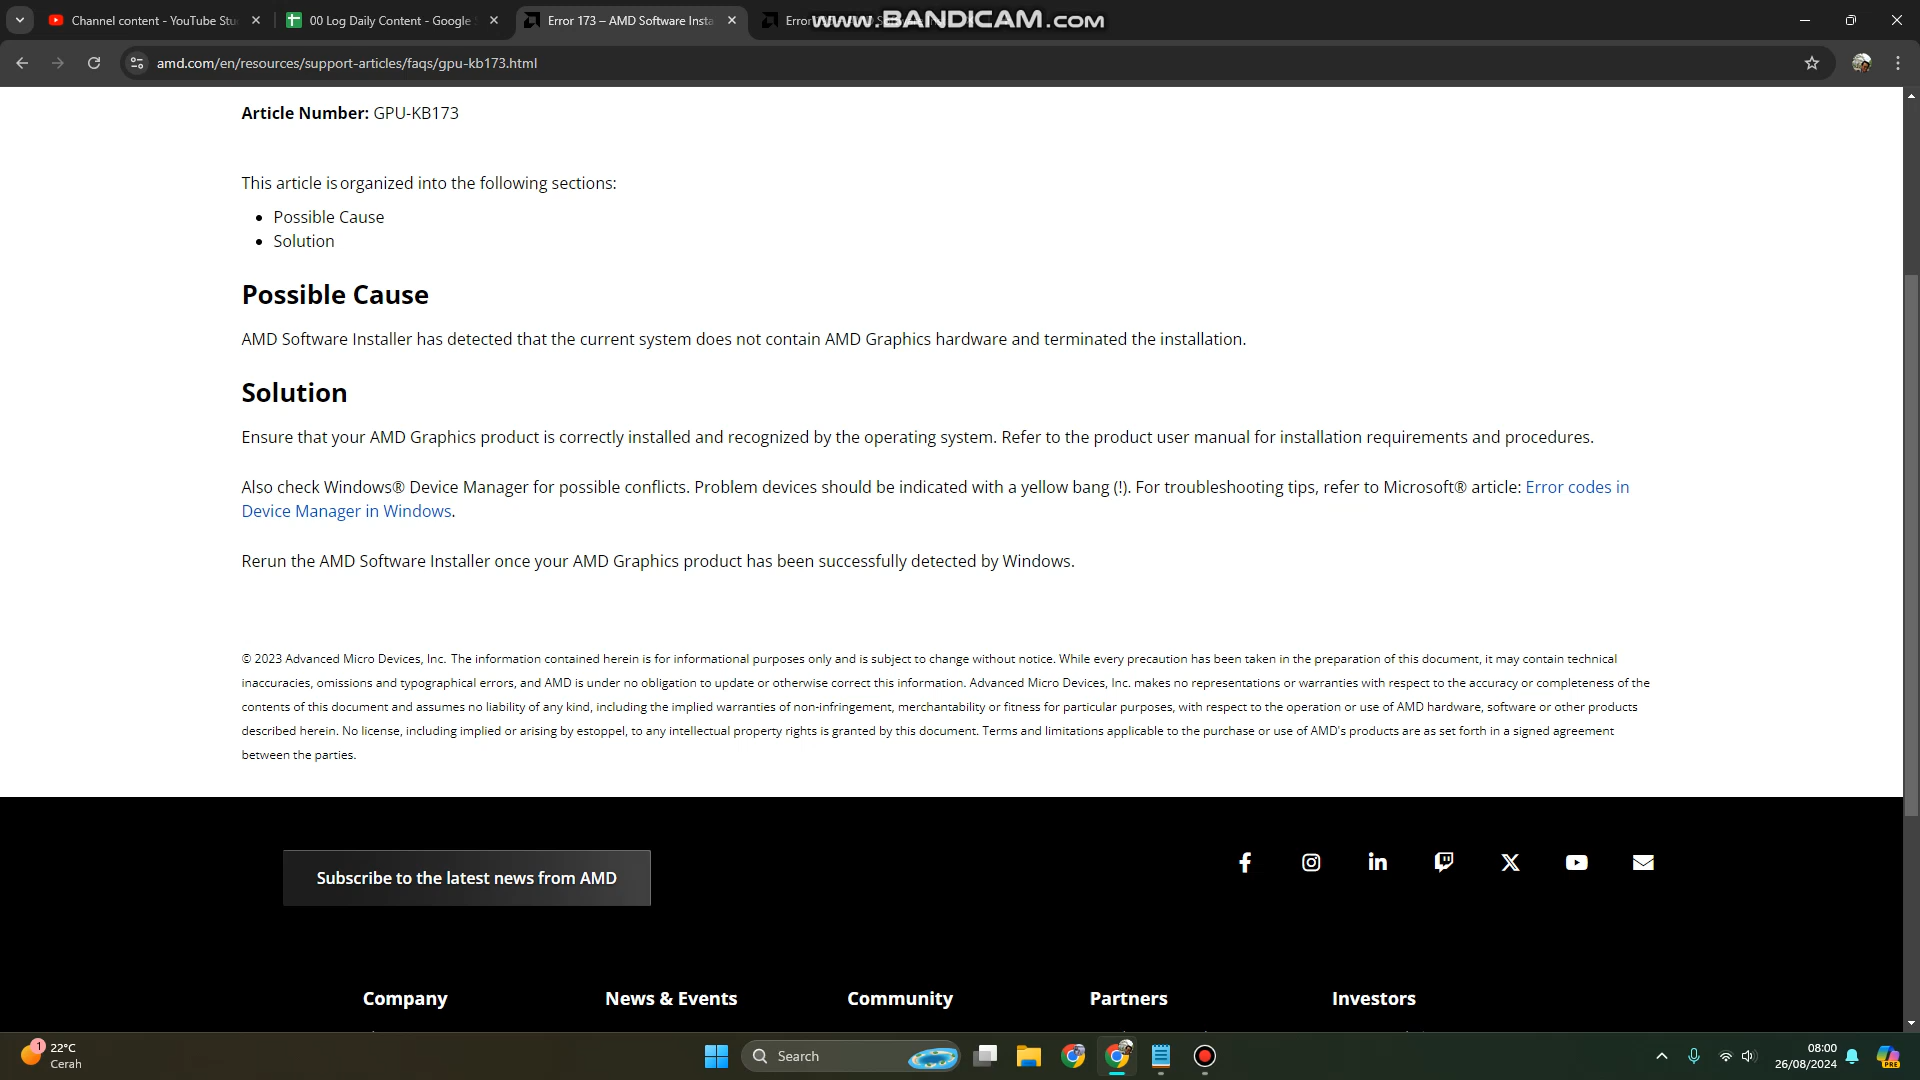 Channel content - YouTube Stu
00 Log Daily Content - Google
Error 173 – AMD Software Insta
Error
www.BANDICAM.com
amd.com/en/resources/support-articles/faqs/gpu-kb173.html
Article Number: GPU-KB173
This article is organized into the following sections:
Possible Cause
Solution
Possible Cause
AMD Software Installer has detected that the current system does not contain AMD Graphics hardware and terminated the installation.
Solution
Ensure that your AMD Graphics product is correctly installed and recognized by the operating system. Refer to the product user manual for installation requirements and procedures.
Also check Windows® Device Manager for possible conflicts. Problem devices should be indicated with a yellow bang (!). For troubleshooting tips, refer to Microsoft® article: Error codes in
Device Manager in Windows.
Rerun the AMD Software Installer once your AMD Graphics product has been successfully detected by Windows.
© 2023 Advanced Micro Devices, Inc. The information contained herein is for informational purposes only and is subject to change without notice. While every precaution has been taken in the preparation of this document, it may contain technical
inaccuracies, omissions and typographical errors, and AMD is under no obligation to update or otherwise correct this information. Advanced Micro Devices, Inc. makes no representations or warranties with respect to the accuracy or completeness of the
contents of this document and assumes no liability of any kind, including the implied warranties of non-infringement, merchantability or fitness for particular purposes, with respect to the operation or use of AMD hardware, software or other products
described herein. No license, including implied or arising by estoppel, to any intellectual property rights is granted by this document. Terms and limitations applicable to the purchase or use of AMD's products are as set forth in a signed agreement
between the parties.
Subscribe to the latest news from AMD
Company
News & Events
Community
Partners
Investors
1
22°C
Cerah
Search
08:00
26/08/2024
PRE